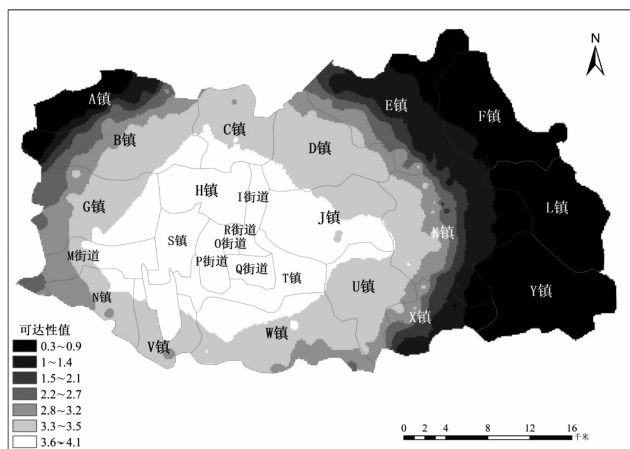 N
A镇
E镇
F镇
B镇
C镇
D镇
H镇
I街道
G镇
J镇
L镇
R街道
S镇
O街道
K镇
M街道
P街道
Q街道
T镇
U镇
Y镇
N镇
X镇
W镇
V镇
可达性值
0.3~0.9
1~1.4
1.5~2.1
2.2~2.7
2.8~3.2
3.3~3.5
3.6~4.1
0 2 4 8 12 16
千米